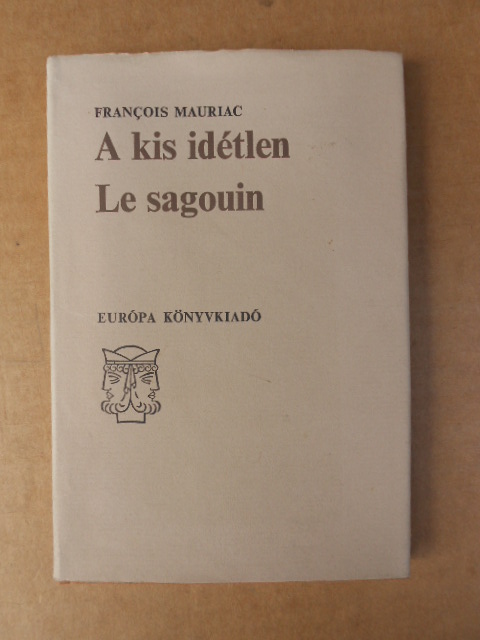 FRANÇOIS MAURIAC
A kis idétlen
Le sagouin
EURÓPA KÖNYVKIADÓ